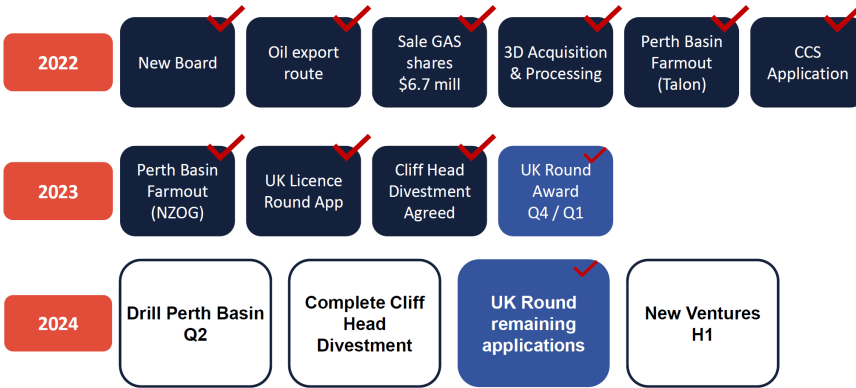 2022
New Board
Oil export
route
Sale GAS
shares
$6.7 mill
3D Acquisition
& Processing
Perth Basin
Farmout
(Talon)
CCS
Application
2023
Perth Basin
Farmout
(NZOG)
UK Licence
Round App
Cliff Head
Divestment
Agreed
UK Round
Award
Q4 / Q1
2024
Drill Perth Basin
Q2
Complete Cliff
Head
Divestment
UK Round
remaining
applications
New Ventures
H1